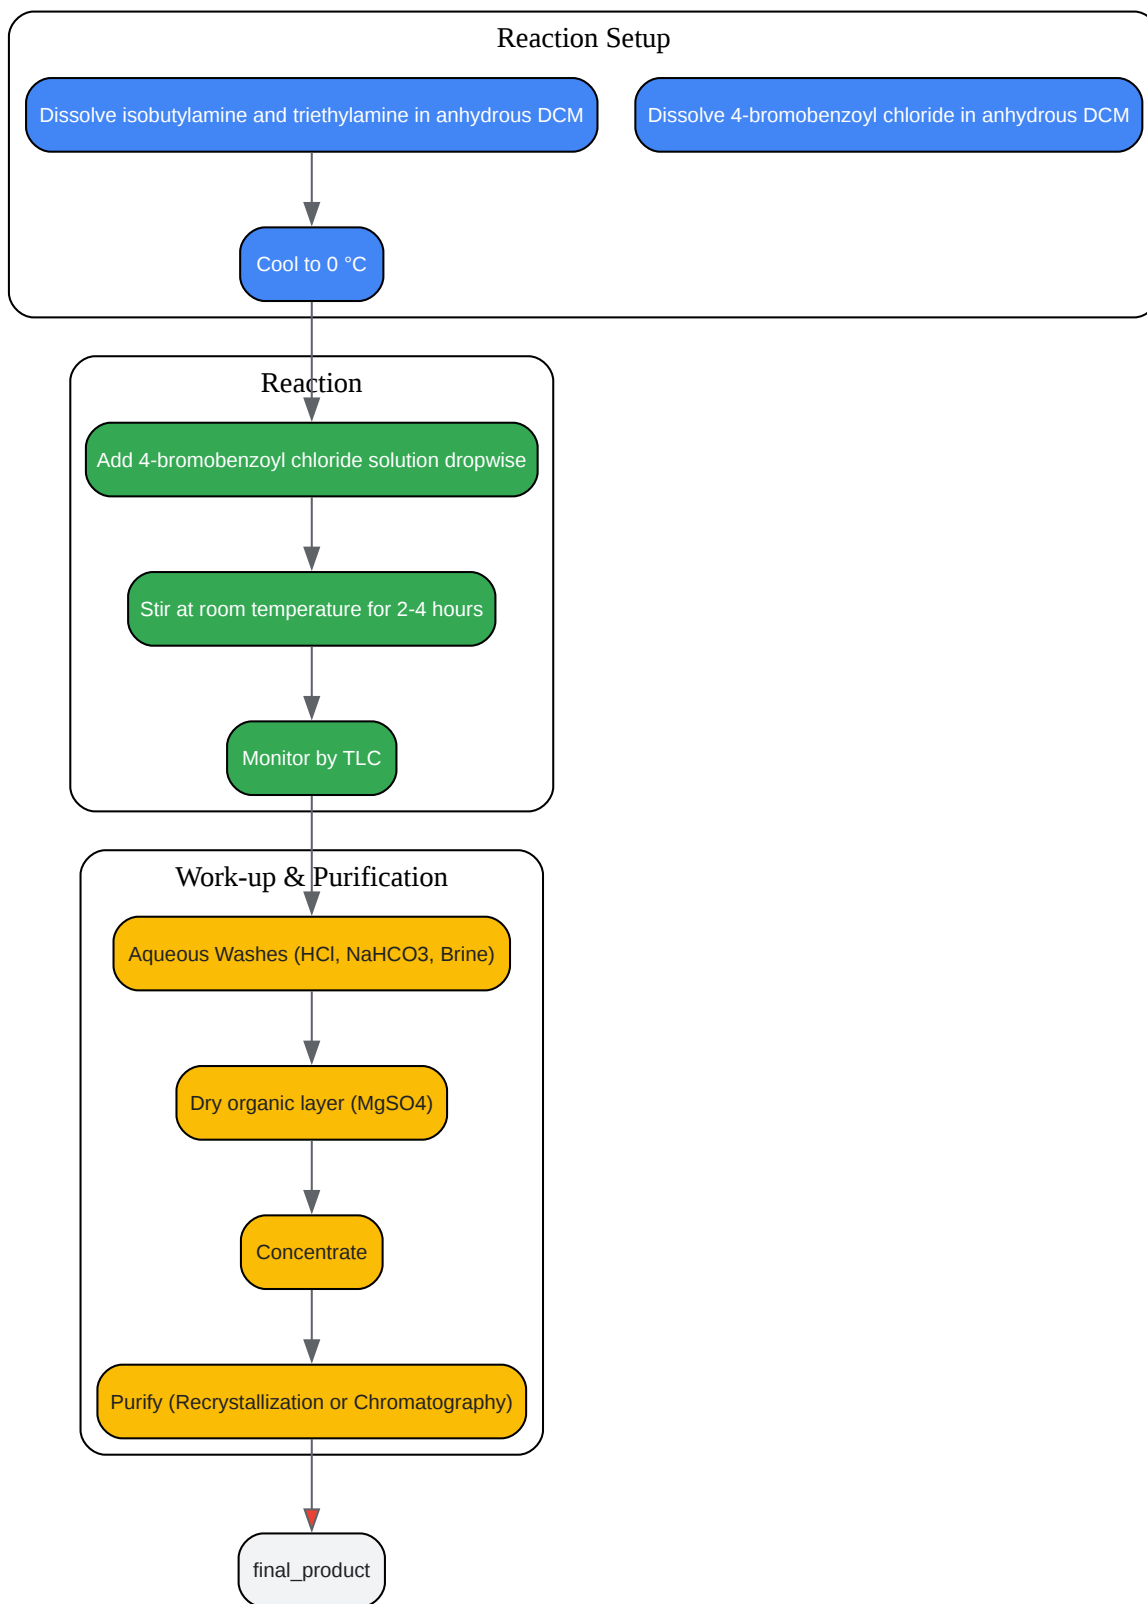 Reaction Setup
Dissolve isobutylamine and triethylamine in anhydrous DCM
Dissolve 4-bromobenzoyl chloride in anhydrous DCM
Cool to 0 °C
Reaction
Add 4-bromobenzoyl chloride solution dropwise
Stir at room temperature for 2-4 hours
Monitor by TLC
Work-up & Purification
Aqueous Washes (HCl, NaHCO3, Brine)
Dry organic layer (MgSO4)
Concentrate
Purify (Recrystallization or Chromatography)
final_product